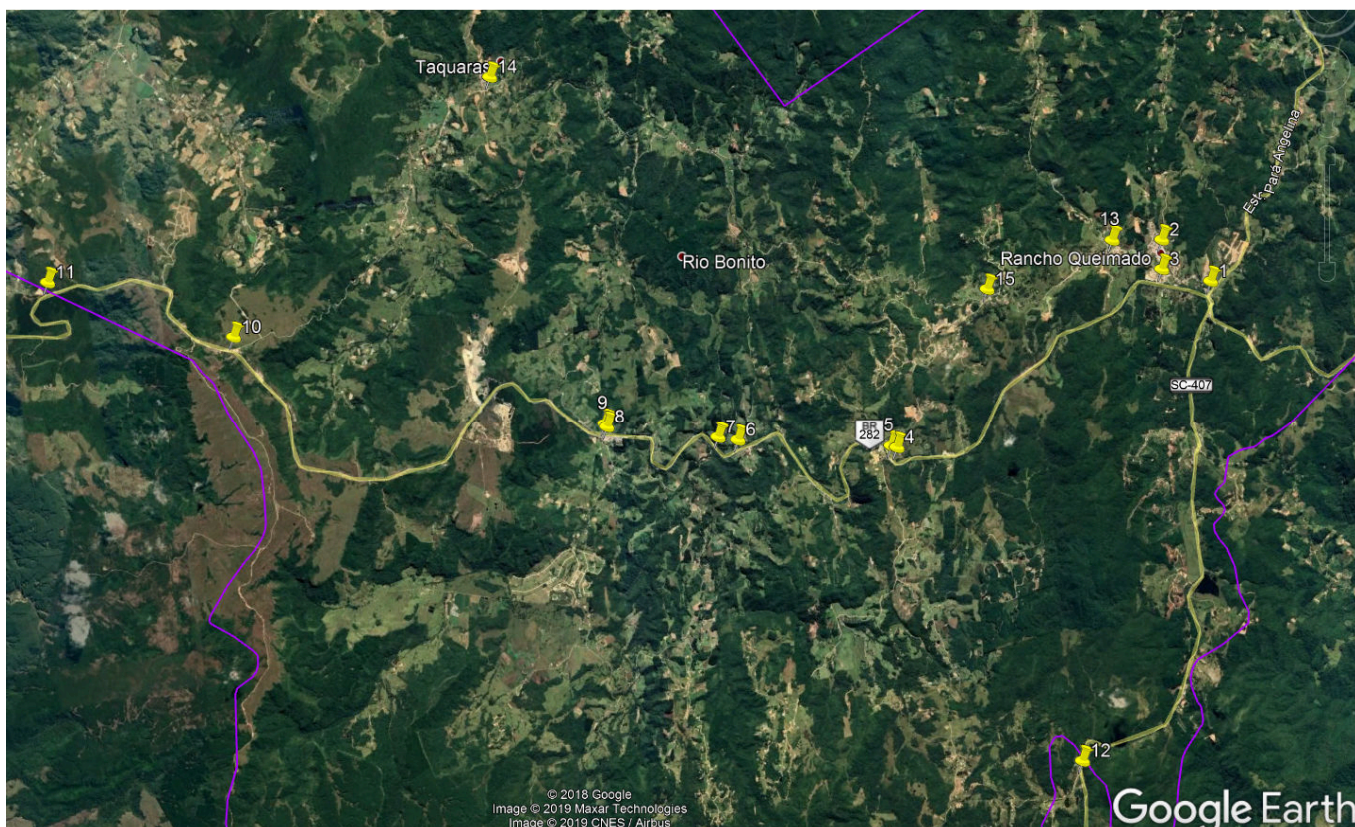 Taquaras 14
Est. Para Angelina
13
2
Rancho Queimado
3
Rio Bonito
1
15
11
10
SC-407
9
8
7
6
BR
282
5
4
12
© 2018 Google
Image © 2019 Maxar Technologies
Image © 2019 CNES / Airbus
Google Earth